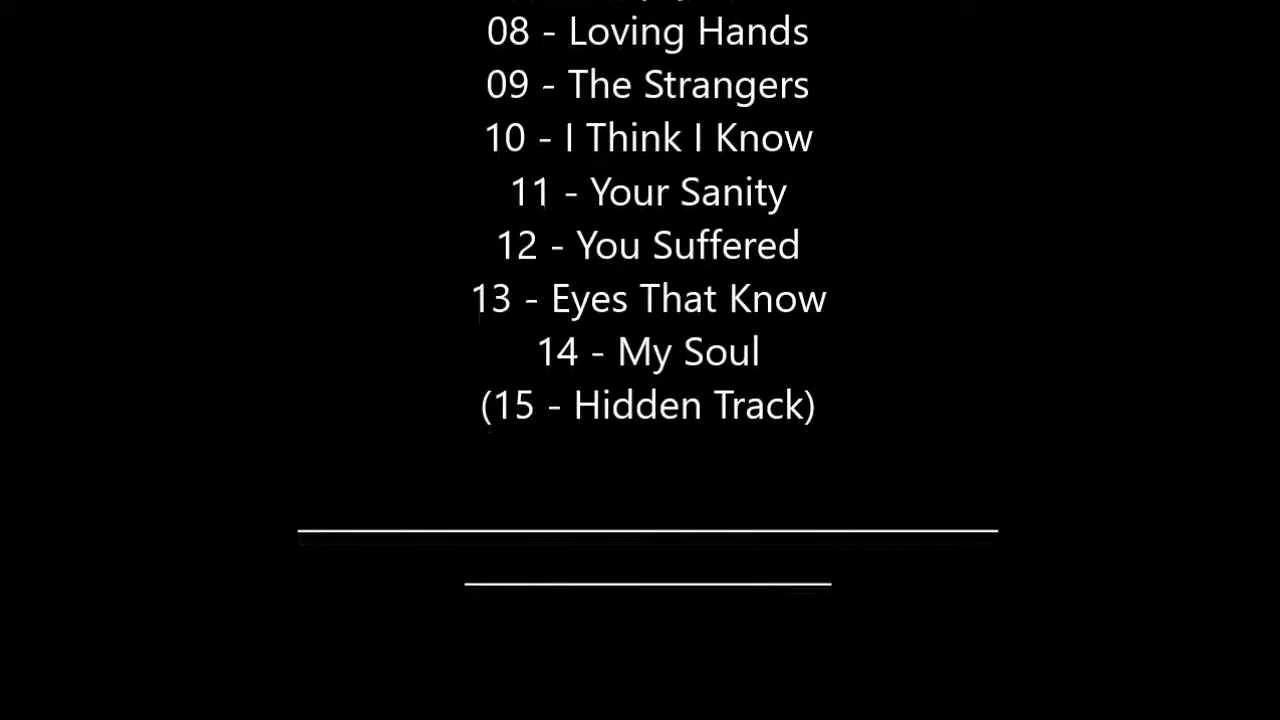 08 - Loving Hands
09 - The Strangers
10 - I Think I Know
11 - Your Sanity
12 - You Suffered
13 - Eyes That Know
14 - My Soul
(15 - Hidden Track)